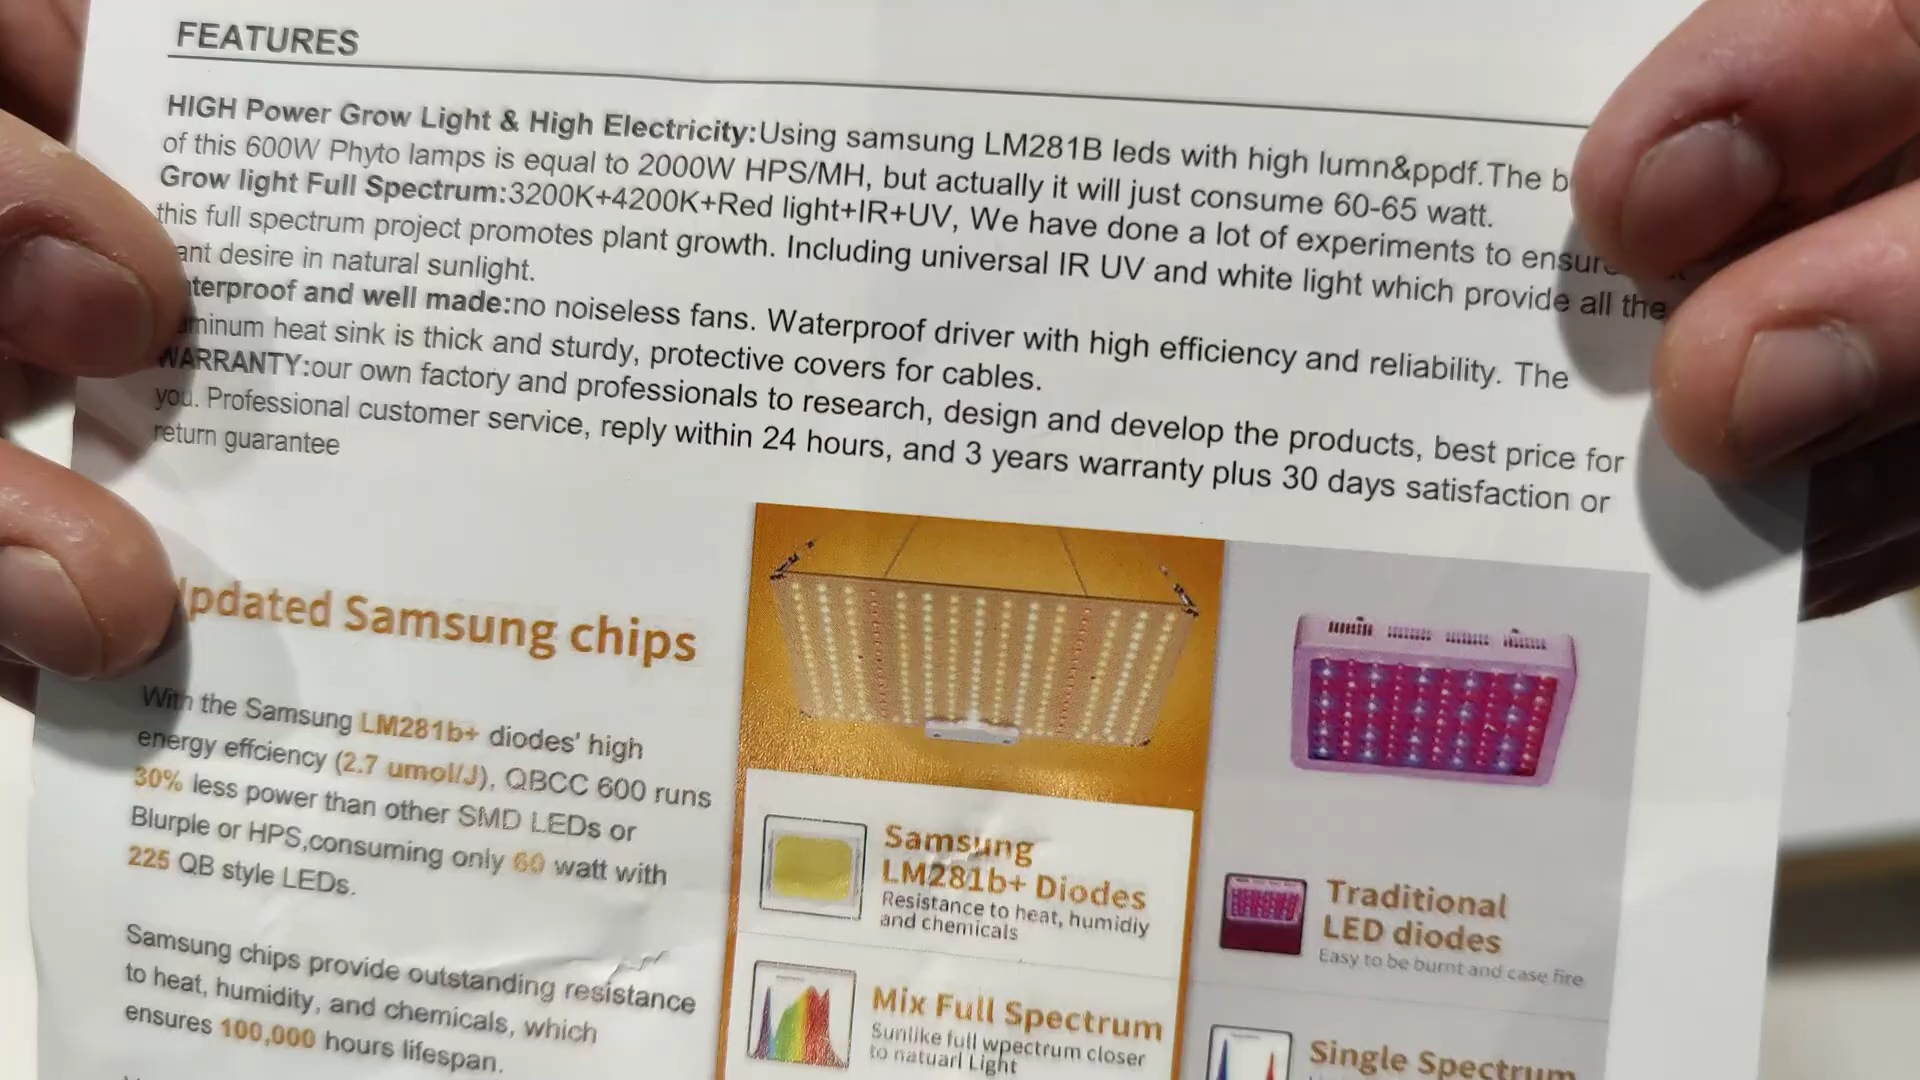 FEATURES
HIGH Power Grow Light & High Electricity:Using samsung LM281B leds with high lumn&ppdf.The
of this 600W Phyto lamps is equal to 2000W HPS/MH, but actually it will just consume 60-65 watt.
Grow light Full Spectrum:3200K+4200K+Red light+IR+UV, We have done a lot of experiments to ensure
this full spectrum project promotes plant growth. Including universal IR UV and white light which provide all the
desire in natural sunlight.
and well made:no noiseless fans. Waterproof driver with high efficiency and reliability. The
heat sink is thick and sturdy, protective covers for cables.
WARRANTY:our own factory and professionals to research, design and develop the products, best price for
you. Professional customer service, reply within 24 hours, and 3 years warranty plus 30 days satisfaction or
return guarantee
Updated Samsung chips
With the Samsung LM281b+ diodes' high
energy effciency (2.7 umol/J), QBCC 600 runs
30% less power than other SMD LEDs or
Blurple or HPS,consuming only 60 watt with
225 QB style LEDs.
Samsung chips provide outstanding resistance
to heat, humidity, and chemicals, which
ensures 100,000 hours lifespan.
Samsung
LM281b+ Diodes
Resistance to heat, humidiy
and chemicals
Mix Full Spectrum
Sunlike full wpectrum closer
to natuarl Light
Traditional
LED diodes
Easy to be burnt and case fire
Single Spectrum